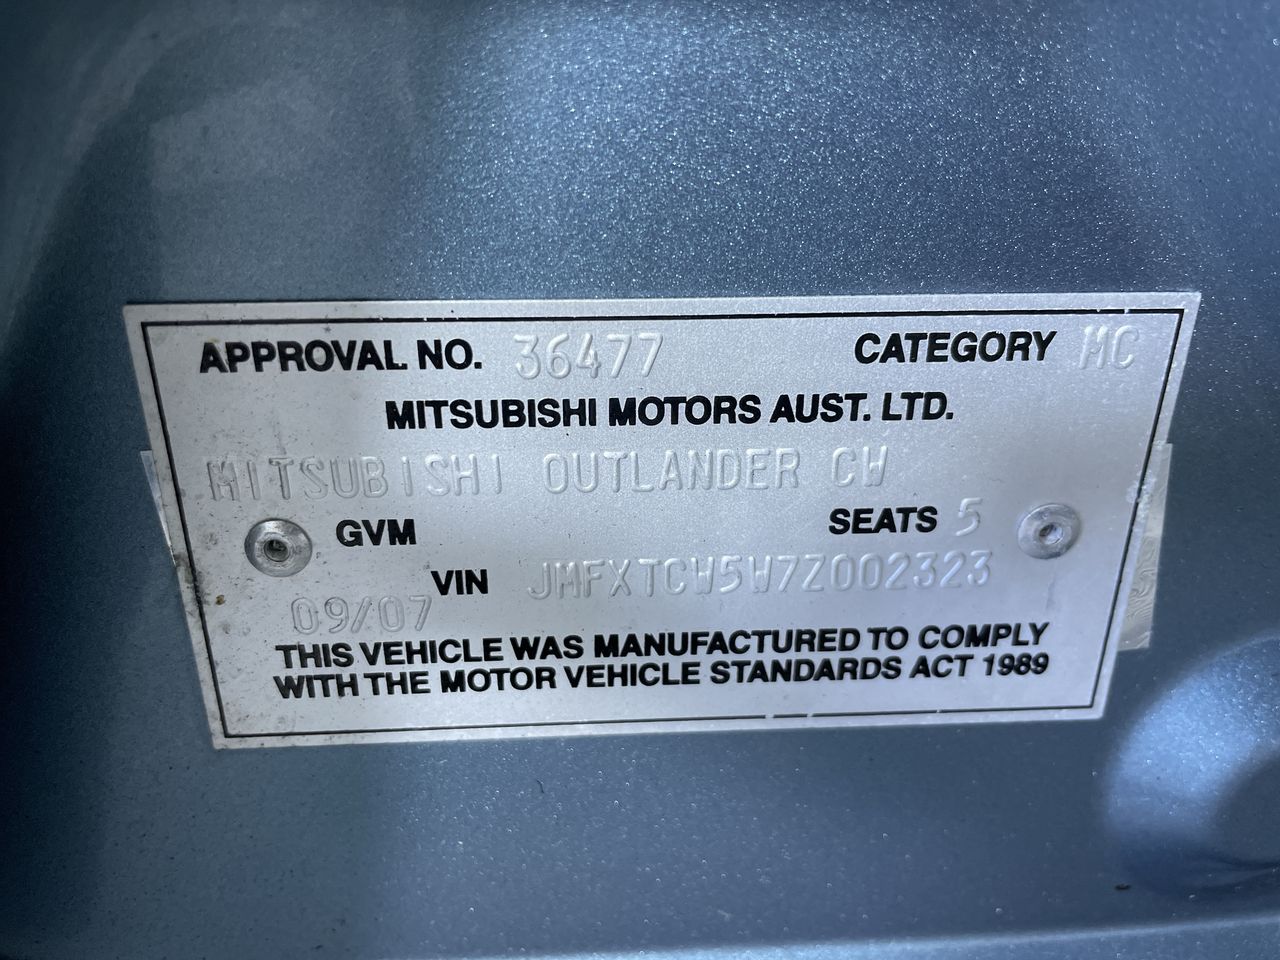 APPROVAL NO. 36477 CATEGORY MC
MITSUBISHI MOTORS AUST. LTD.
MITSUBISHI OUTLANDER CW
GVM SEATS 5
VIN JMFXTCW5W7Z002323
09/07
THIS VEHICLE WAS MANUFACTURED TO COMPLY
WITH THE MOTOR VEHICLE STANDARDS ACT 1989